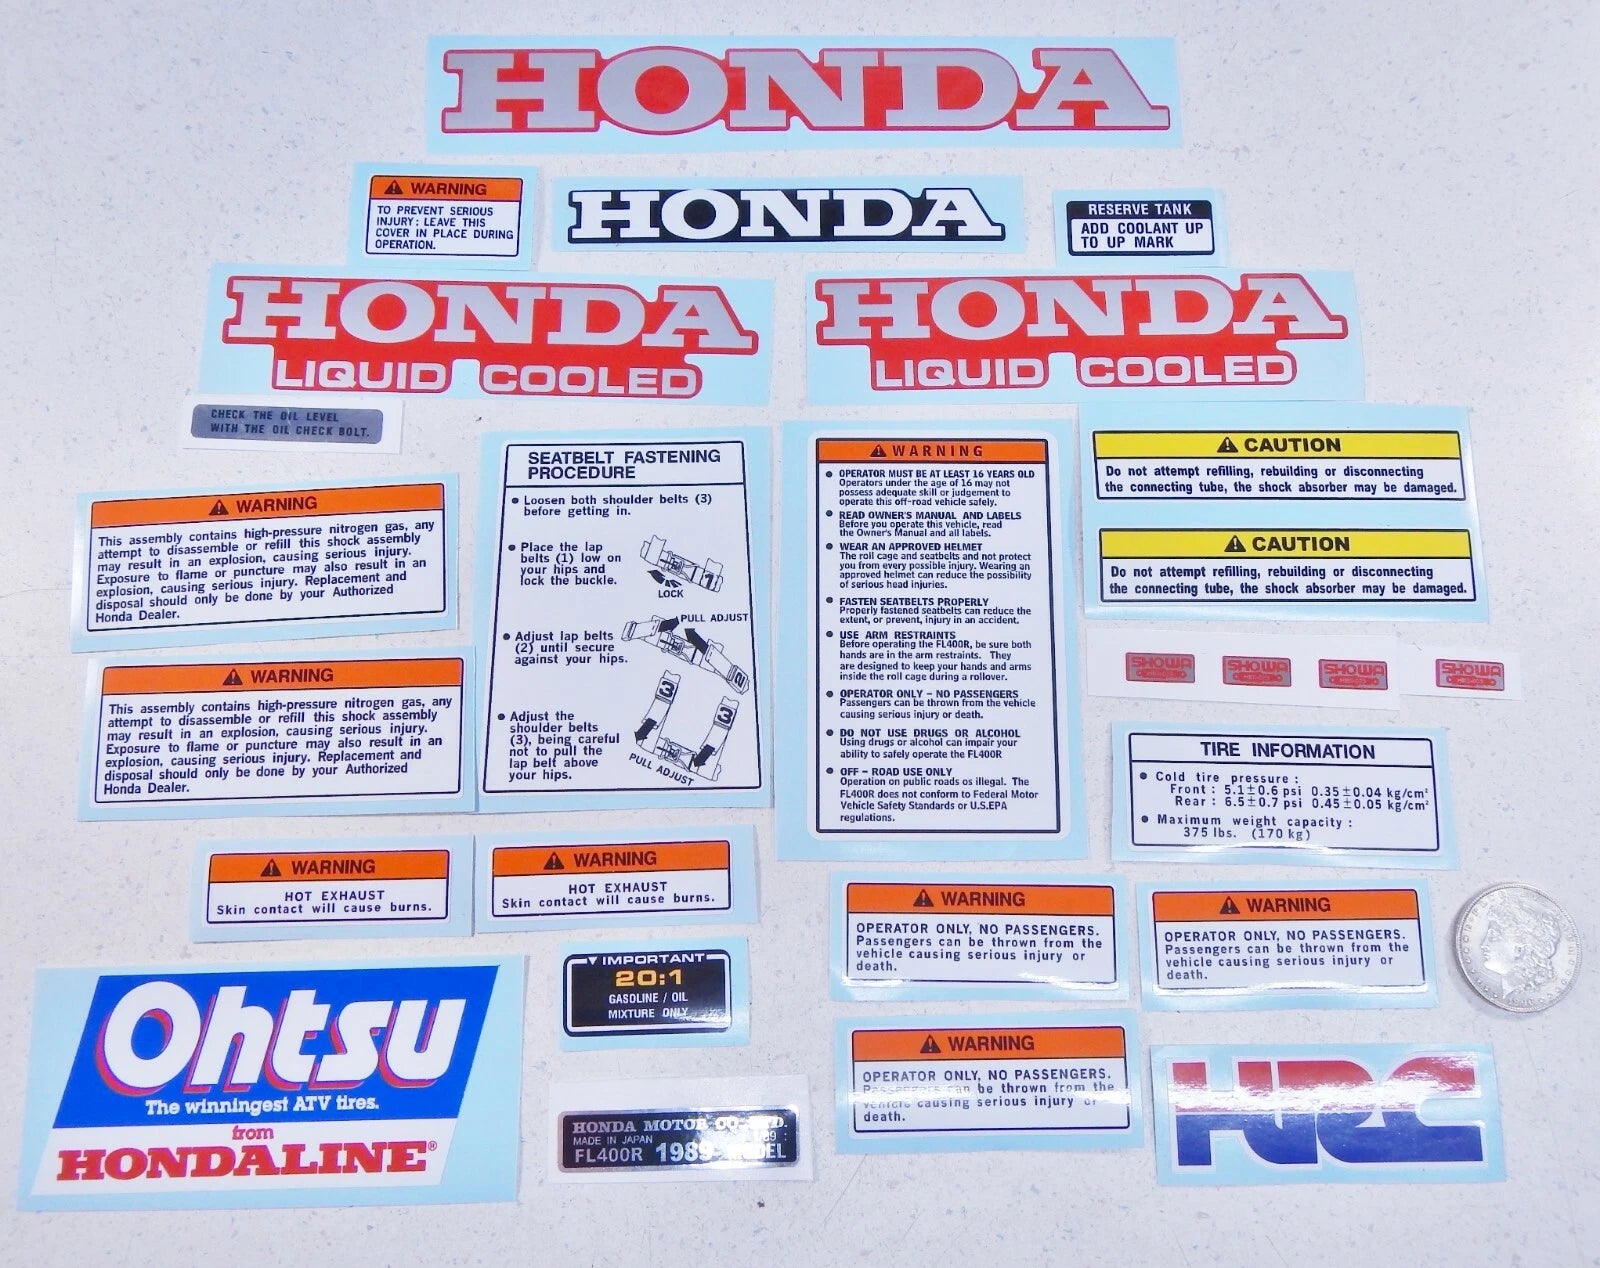 HONDA
WARNING
TO PREVENT SERIOUS
INJURY: LEAVE THIS
COVER IN PLACE DURING
OPERATION.
HONDA
RESERVE TANK
ADD COOLANT UP
TO UP MARK
HONDA
LIQUID COOLED
HONDA
LIQUID COOLED
CHECK THE OIL LEVEL
WITH THE OIL CHECK BOLT.
WARNING
This assembly contains high-pressure nitrogen gas, any
attempt to disassemble or refill this shock assembly
may result in an explosion, causing serious injury.
Exposure to flame or puncture may also result in an
explosion, causing serious injury. Replacement and
disposal should only be done by your Authorized
Honda Dealer.
WARNING
This assembly contains high-pressure nitrogen gas, any
attempt to disassemble or refill this shock assembly
may result in an explosion, causing serious injury.
Exposure to flame or puncture may also result in an
explosion, causing serious injury. Replacement and
disposal should only be done by your Authorized
Honda Dealer.
SEATBELT FASTENING
PROCEDURE
• Loosen both shoulder belts (3)
before getting in.
• Place the lap
belts (1) low on
your hips and
lock the buckle.
1
LOCK
• Adjust lap belts
(2) until secure
against your hips.
PULL ADJUST
2
• Adjust the
shoulder belts
(3), being careful
not to pull the
lap belt above
your hips.
3
3
PULL ADJUST
WARNING
• OPERATOR MUST BE AT LEAST 16 YEARS OLD
Operators under the age of 16 may not
possess adequate skill or judgement to
operate this off-road vehicle safely.
• READ OWNER'S MANUAL AND LABELS
Before you operate this vehicle, read
the Owner's Manual and all labels.
• WEAR AN APPROVED HELMET
The roll cage and seatbelts and not protect
you from every possible injury. Wearing an
approved helmet can reduce the possibility
of serious head injuries.
• FASTEN SEATBELTS PROPERLY
Properly fastened seatbelts can reduce the
extent, or prevent, injury in an accident.
• USE ARM RESTRAINTS
Before operating the FL400R, be sure both
hands are in the arm restraints. They
are designed to keep your hands and arms
inside the roll cage during a rollover.
• OPERATOR ONLY – NO PASSENGERS
Passengers can be thrown from the vehicle
causing serious injury or death.
• DO NOT USE DRUGS OR ALCOHOL
Using drugs or alcohol can impair your
ability to safely operate the FL400R
• OFF – ROAD USE ONLY
Operation on public roads os illegal. The
FL400R does not conform to Federal Motor
Vehicle Safety Standards or U.S.EPA
regulations.
CAUTION
Do not attempt refilling, rebuilding or disconnecting
the connecting tube, the shock absorber may be damaged.
CAUTION
Do not attempt refilling, rebuilding or disconnecting
the connecting tube, the shock absorber may be damaged.
SHOWA
SHOWA
SHOWA
SHOWA
TIRE INFORMATION
• Cold tire pressure :
Front : 5.1±0.6 psi 0.35±0.04 kg/cm²
Rear : 6.5±0.7 psi 0.45±0.05 kg/cm²
• Maximum weight capacity :
375 lbs. (170 kg)
WARNING
HOT EXHAUST
Skin contact will cause burns.
WARNING
HOT EXHAUST
Skin contact will cause burns.
WARNING
OPERATOR ONLY, NO PASSENGERS.
Passengers can be thrown from the
vehicle causing serious injury or
death.
WARNING
OPERATOR ONLY, NO PASSENGERS.
Passengers can be thrown from the
vehicle causing serious injury or
death.
IMPORTANT
20:1
GASOLINE / OIL
MIXTURE ONLY
Ohtsu
The winningest ATV tires.
from
HONDALINE®
HONDA MOTOR CO. LTD.
MADE IN JAPAN
FL400R 1989 MODEL
WARNING
OPERATOR ONLY, NO PASSENGERS.
Passengers can be thrown from the
vehicle causing serious injury or
death.
HRC